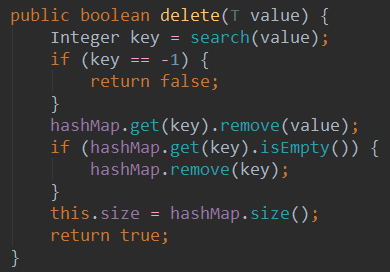 public boolean delete(T value) {
    Integer key = search(value);
    if (key == -1) {
        return false;
    }
    hashMap.get(key).remove(value);
    if (hashMap.get(key).isEmpty()) {
        hashMap.remove(key);
    }
    this.size = hashMap.size();
    return true;
}